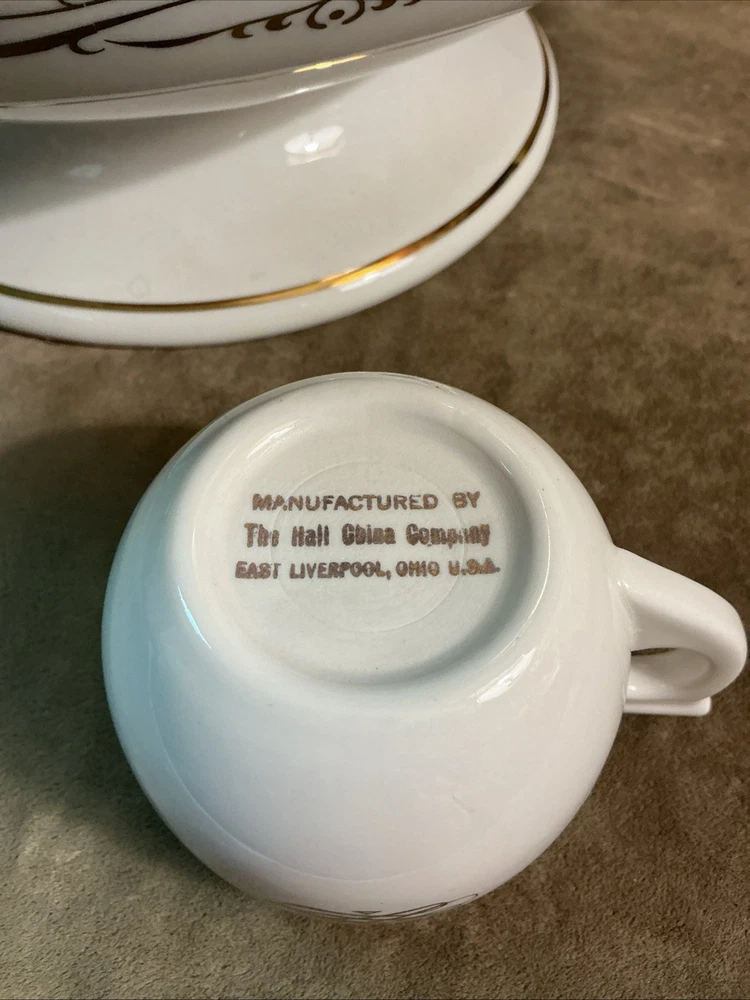 MANUFACTURED BY
The Hall China Company
EAST LIVERPOOL, OHIO U.S.A.